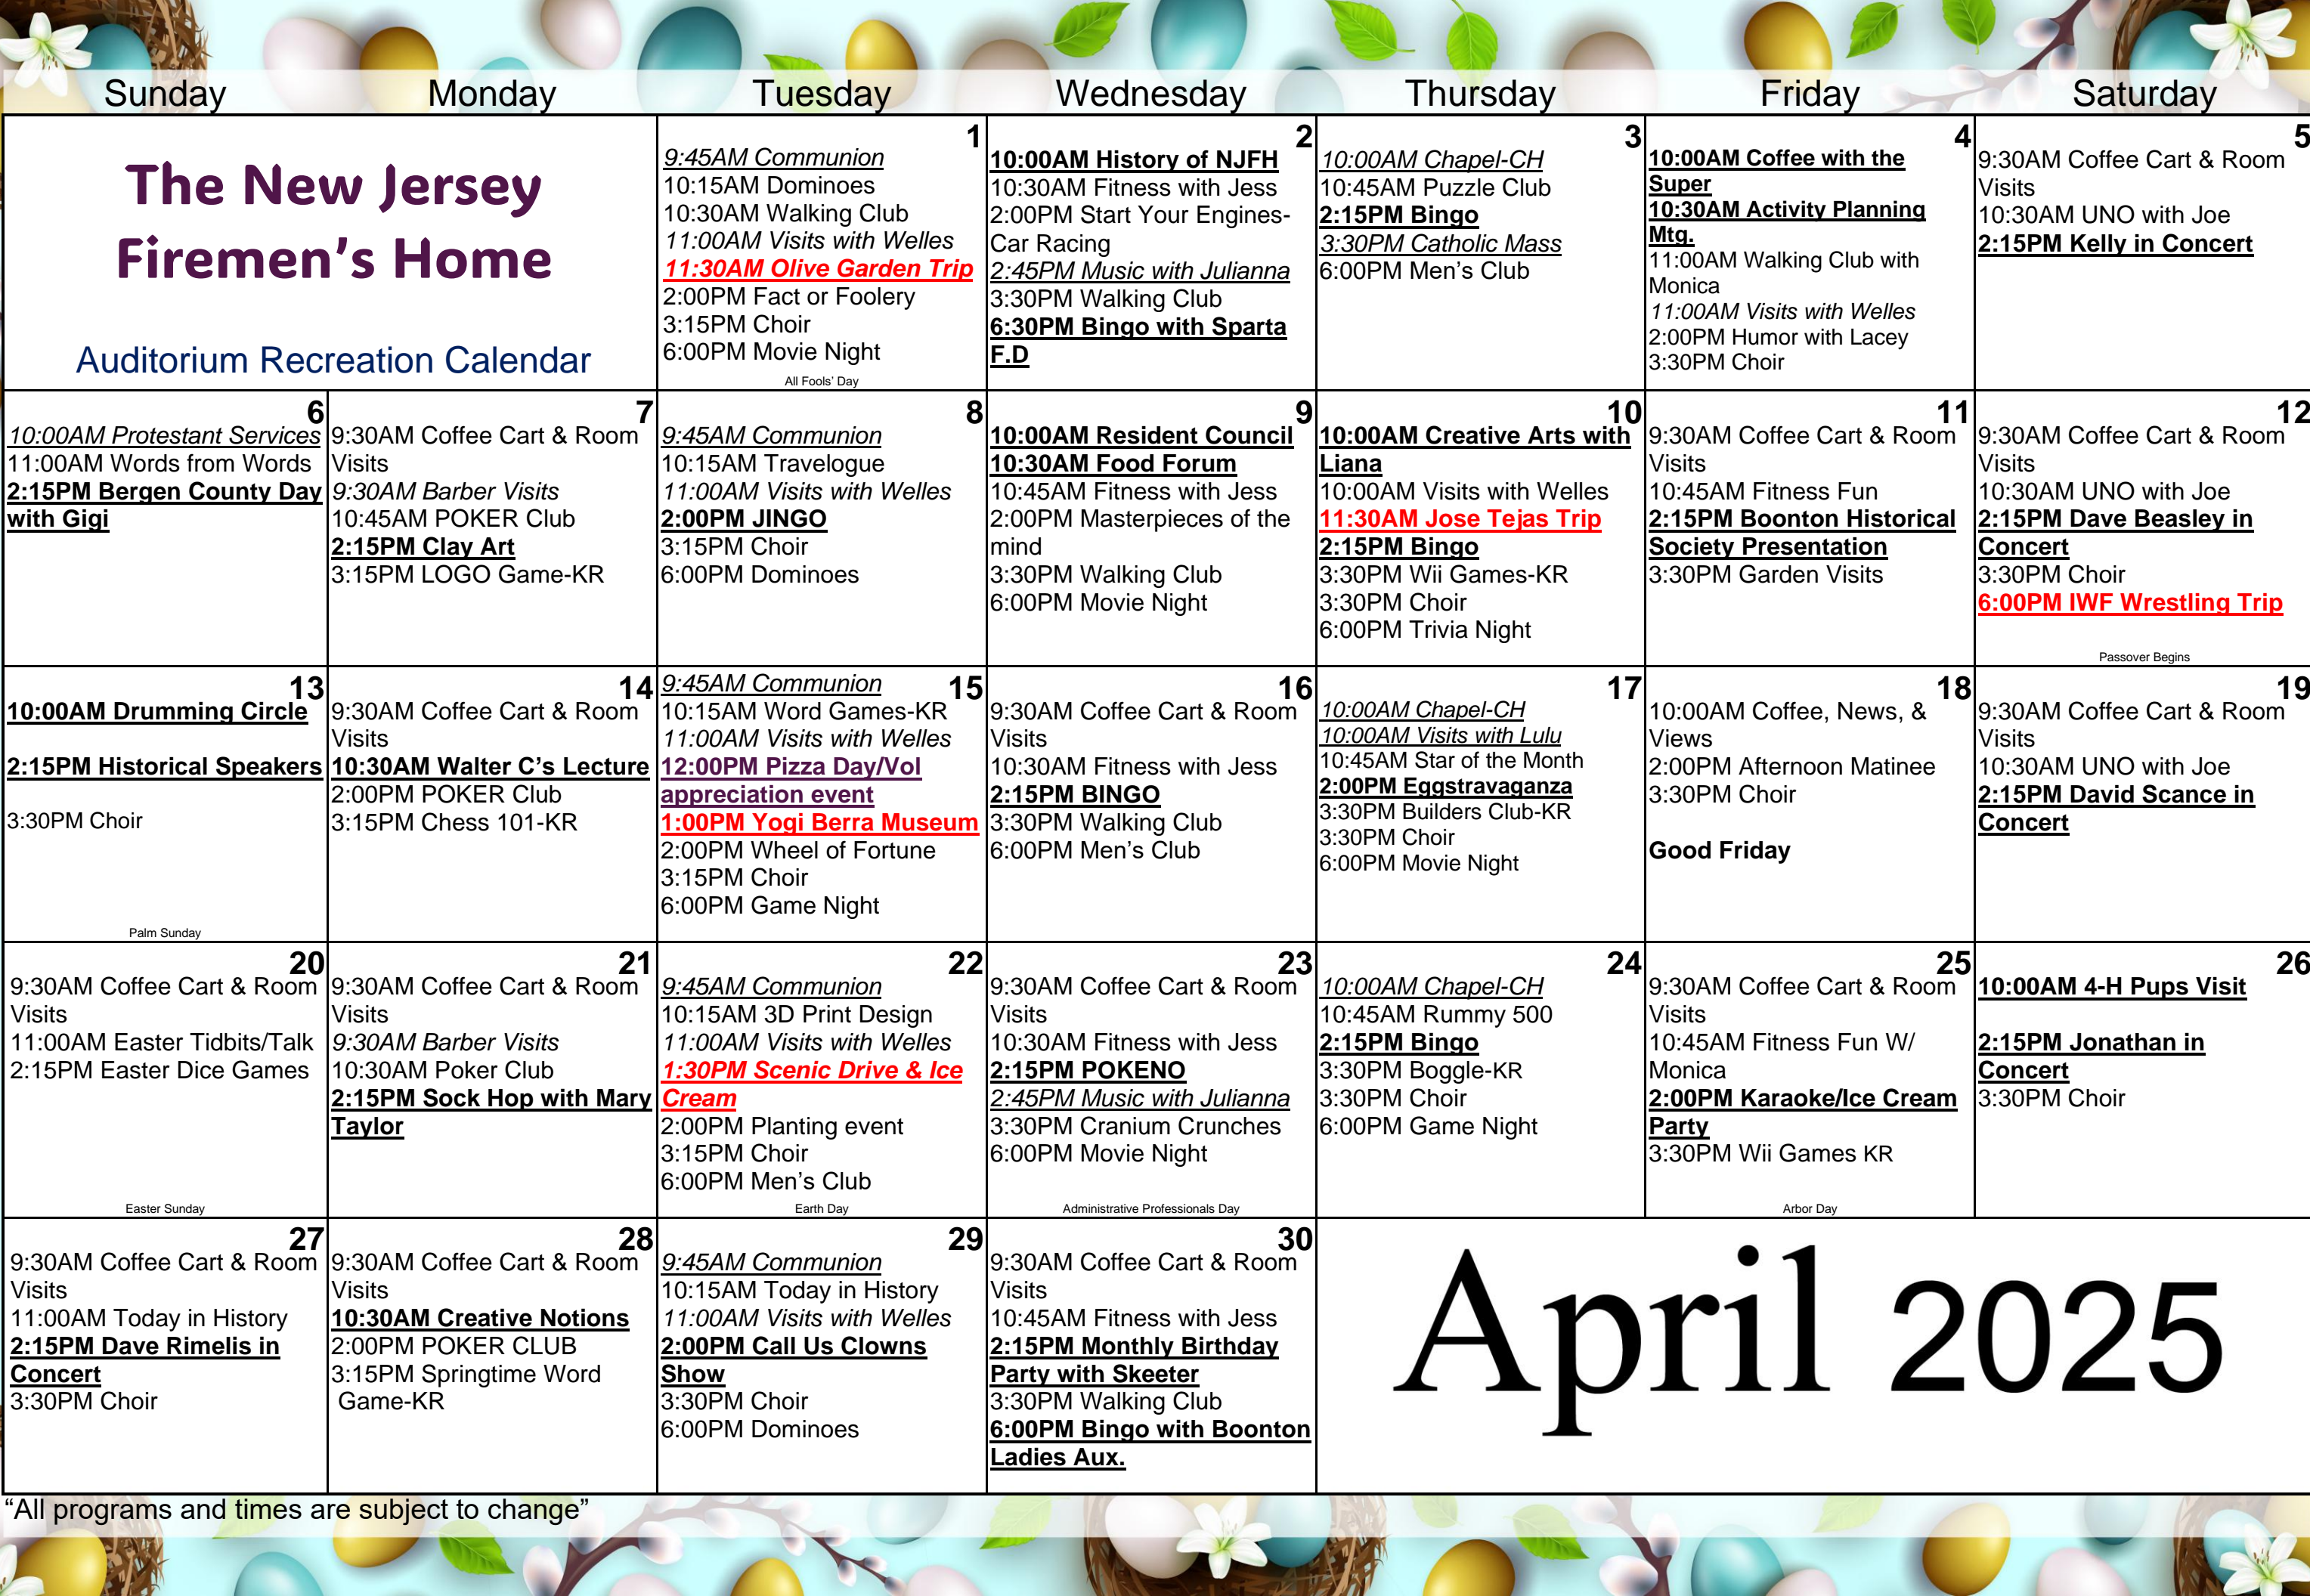 Sunday Monday Tuesday Wednesday Thursday Friday Saturday
The New Jersey
Firemen's Home
Auditorium Recreation Calendar
1
9:45AM Communion
10:15AM Dominoes
10:30AM Walking Club
11:00AM Visits with Welles
11:30AM Olive Garden Trip
2:00PM Fact or Foolery
3:15PM Choir
6:00PM Movie Night
All Fools' Day
2
10:00AM History of NJFH
10:30AM Fitness with Jess
2:00PM Start Your Engines-
Car Racing
2:45PM Music with Julianna
3:30PM Walking Club
6:30PM Bingo with Sparta
F.D
3
10:00AM Chapel-CH
10:45AM Puzzle Club
2:15PM Bingo
3:30PM Catholic Mass
6:00PM Men's Club
4
10:00AM Coffee with the
Super
10:30AM Activity Planning
Mtg.
11:00AM Walking Club with
Monica
11:00AM Visits with Welles
2:00PM Humor with Lacey
3:30PM Choir
5
9:30AM Coffee Cart & Room
Visits
10:30AM UNO with Joe
2:15PM Kelly in Concert
6
10:00AM Protestant Services
11:00AM Words from Words
2:15PM Bergen County Day
with Gigi
7
9:30AM Coffee Cart & Room
Visits
9:30AM Barber Visits
10:45AM POKER Club
2:15PM Clay Art
3:15PM LOGO Game-KR
8
9:45AM Communion
10:15AM Travelogue
11:00AM Visits with Welles
2:00PM JINGO
3:15PM Choir
6:00PM Dominoes
9
10:00AM Resident Council
10:30AM Food Forum
10:45AM Fitness with Jess
2:00PM Masterpieces of the
mind
3:30PM Walking Club
6:00PM Movie Night
10
10:00AM Creative Arts with
Liana
10:00AM Visits with Welles
11:30AM Jose Tejas Trip
2:15PM Bingo
3:30PM Wii Games-KR
3:30PM Choir
6:00PM Trivia Night
11
9:30AM Coffee Cart & Room
Visits
10:45AM Fitness Fun
2:15PM Boonton Historical
Society Presentation
3:30PM Garden Visits
12
9:30AM Coffee Cart & Room
Visits
10:30AM UNO with Joe
2:15PM Dave Beasley in
Concert
3:30PM Choir
6:00PM IWF Wrestling Trip
Passover Begins
13
10:00AM Drumming Circle
2:15PM Historical Speakers
3:30PM Choir
Palm Sunday
14
9:30AM Coffee Cart & Room
Visits
10:30AM Walter C's Lecture
2:00PM POKER Club
3:15PM Chess 101-KR
15
9:45AM Communion
10:15AM Word Games-KR
11:00AM Visits with Welles
12:00PM Pizza Day/Vol
appreciation event
1:00PM Yogi Berra Museum
2:00PM Wheel of Fortune
3:15PM Choir
6:00PM Game Night
16
9:30AM Coffee Cart & Room
Visits
10:30AM Fitness with Jess
2:15PM BINGO
3:30PM Walking Club
6:00PM Men's Club
17
10:00AM Chapel-CH
10:00AM Visits with Lulu
10:45AM Star of the Month
2:00PM Eggstravaganza
3:30PM Builders Club-KR
3:30PM Choir
6:00PM Movie Night
18
10:00AM Coffee, News, &
Views
2:00PM Afternoon Matinee
3:30PM Choir
Good Friday
19
9:30AM Coffee Cart & Room
Visits
10:30AM UNO with Joe
2:15PM David Scance in
Concert
20
9:30AM Coffee Cart & Room
Visits
11:00AM Easter Tidbits/Talk
2:15PM Easter Dice Games
Easter Sunday
21
9:30AM Coffee Cart & Room
Visits
9:30AM Barber Visits
10:30AM Poker Club
2:15PM Sock Hop with Mary
Taylor
22
9:45AM Communion
10:15AM 3D Print Design
11:00AM Visits with Welles
1:30PM Scenic Drive & Ice
Cream
2:00PM Planting event
3:15PM Choir
6:00PM Men's Club
Earth Day
23
9:30AM Coffee Cart & Room
Visits
10:30AM Fitness with Jess
2:15PM POKENO
2:45PM Music with Julianna
3:30PM Cranium Crunches
6:00PM Movie Night
Administrative Professionals Day
24
10:00AM Chapel-CH
10:45AM Rummy 500
2:15PM Bingo
3:30PM Boggle-KR
3:30PM Choir
6:00PM Game Night
25
9:30AM Coffee Cart & Room
Visits
10:45AM Fitness Fun W/
Monica
2:00PM Karaoke/Ice Cream
Party
3:30PM Wii Games KR
Arbor Day
26
10:00AM 4-H Pups Visit
2:15PM Jonathan in
Concert
3:30PM Choir
27
9:30AM Coffee Cart & Room
Visits
11:00AM Today in History
2:15PM Dave Rimelis in
Concert
3:30PM Choir
28
9:30AM Coffee Cart & Room
Visits
10:30AM Creative Notions
2:00PM POKER CLUB
3:15PM Springtime Word
Game-KR
29
9:45AM Communion
10:15AM Today in History
11:00AM Visits with Welles
2:00PM Call Us Clowns
Show
3:30PM Choir
6:00PM Dominoes
30
9:30AM Coffee Cart & Room
Visits
10:45AM Fitness with Jess
2:15PM Monthly Birthday
Party with Skeeter
3:30PM Walking Club
6:00PM Bingo with Boonton
Ladies Aux.
April 2025
“All programs and times are subject to change”